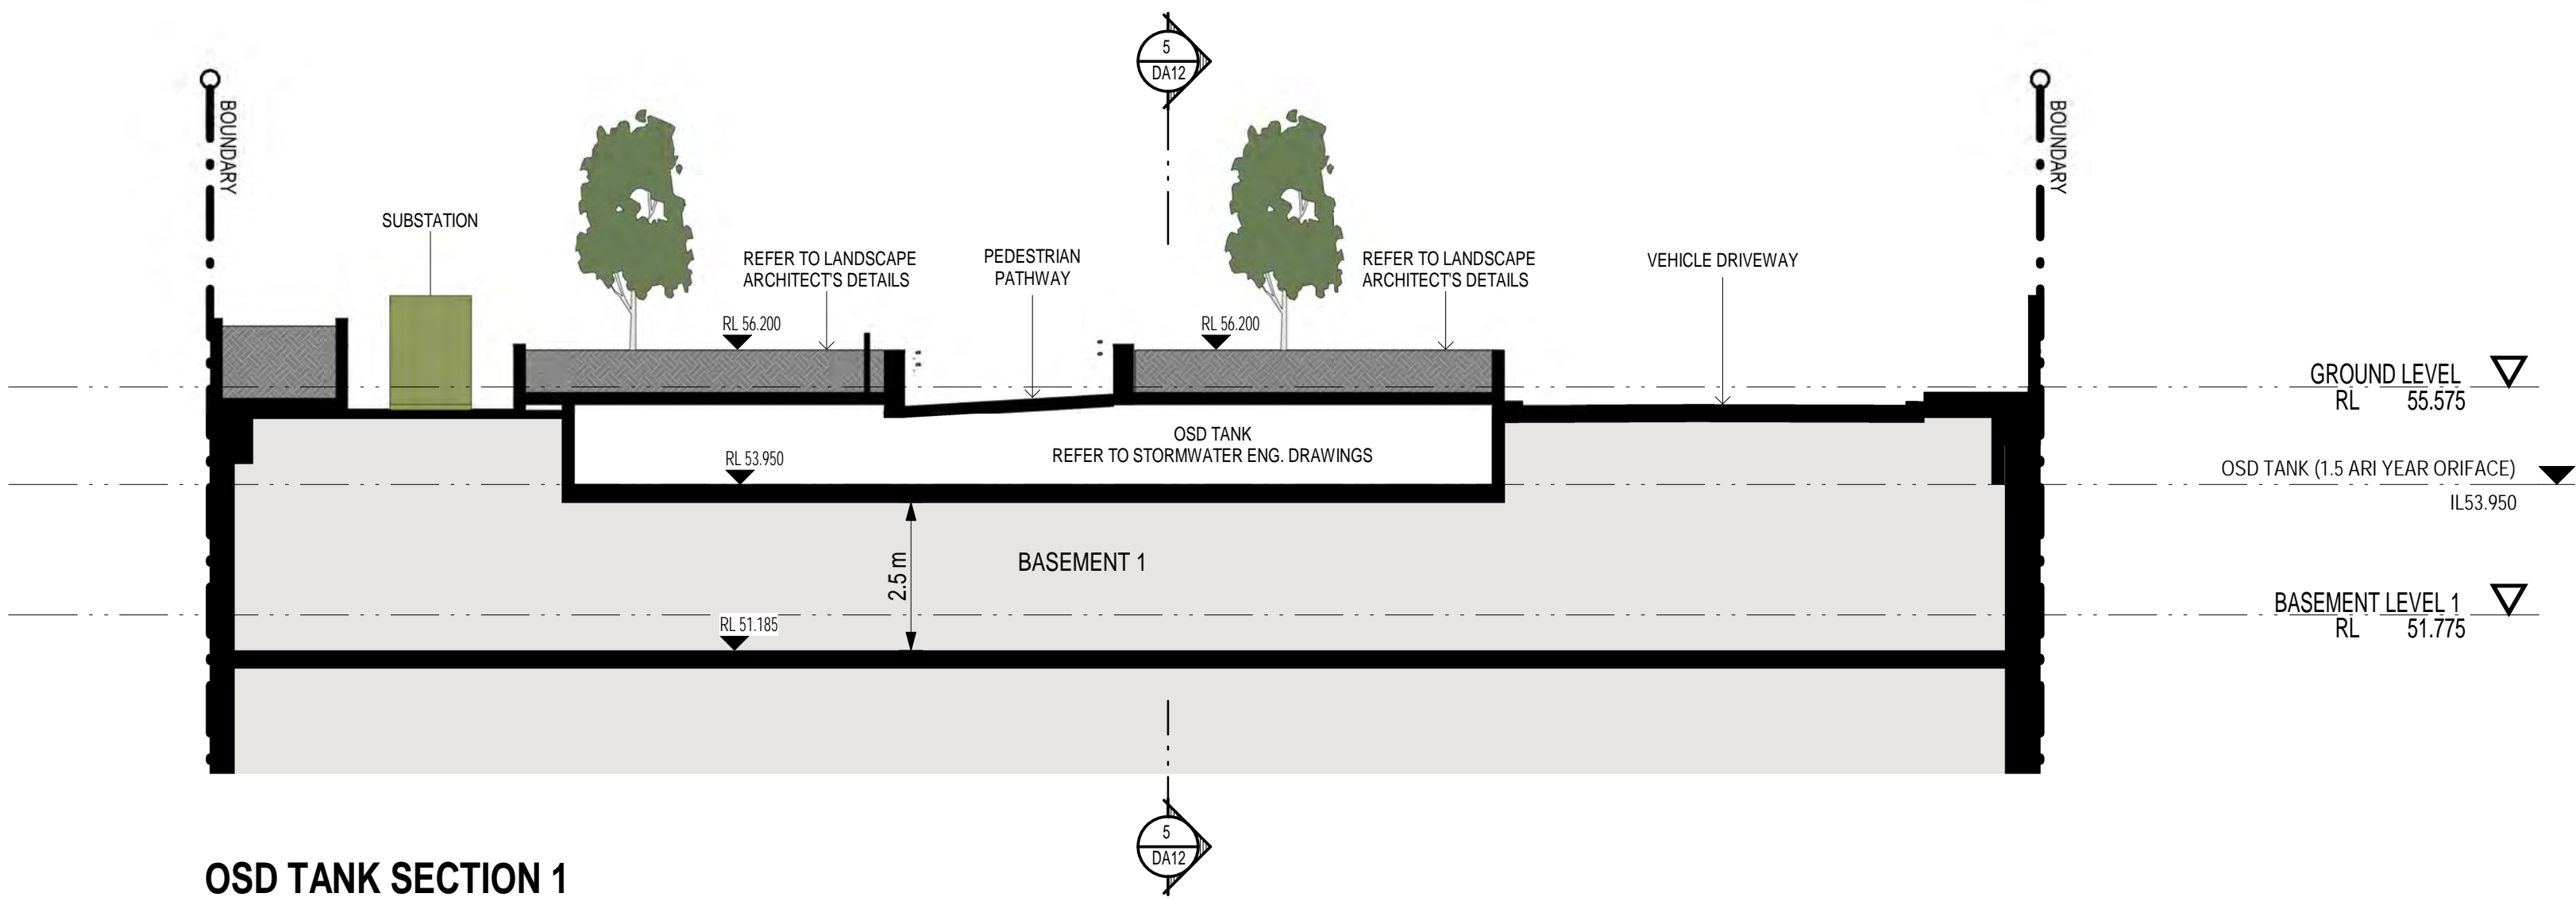 5
DA12
BOUNDARY
BOUNDARY
SUBSTATION
REFER TO LANDSCAPE
ARCHITECT'S DETAILS
PEDESTRIAN
PATHWAY
REFER TO LANDSCAPE
ARCHITECT'S DETAILS
VEHICLE DRIVEWAY
RL 56.200
RL 56.200
GROUND LEVEL
RL 55.575
OSD TANK
REFER TO STORMWATER ENG. DRAWINGS
RL 53.950
OSD TANK (1.5 ARI YEAR ORIFACE)
IL53.950
2.5 m
BASEMENT 1
BASEMENT LEVEL 1
RL 51.775
RL 51.185
5
DA12
OSD TANK SECTION 1